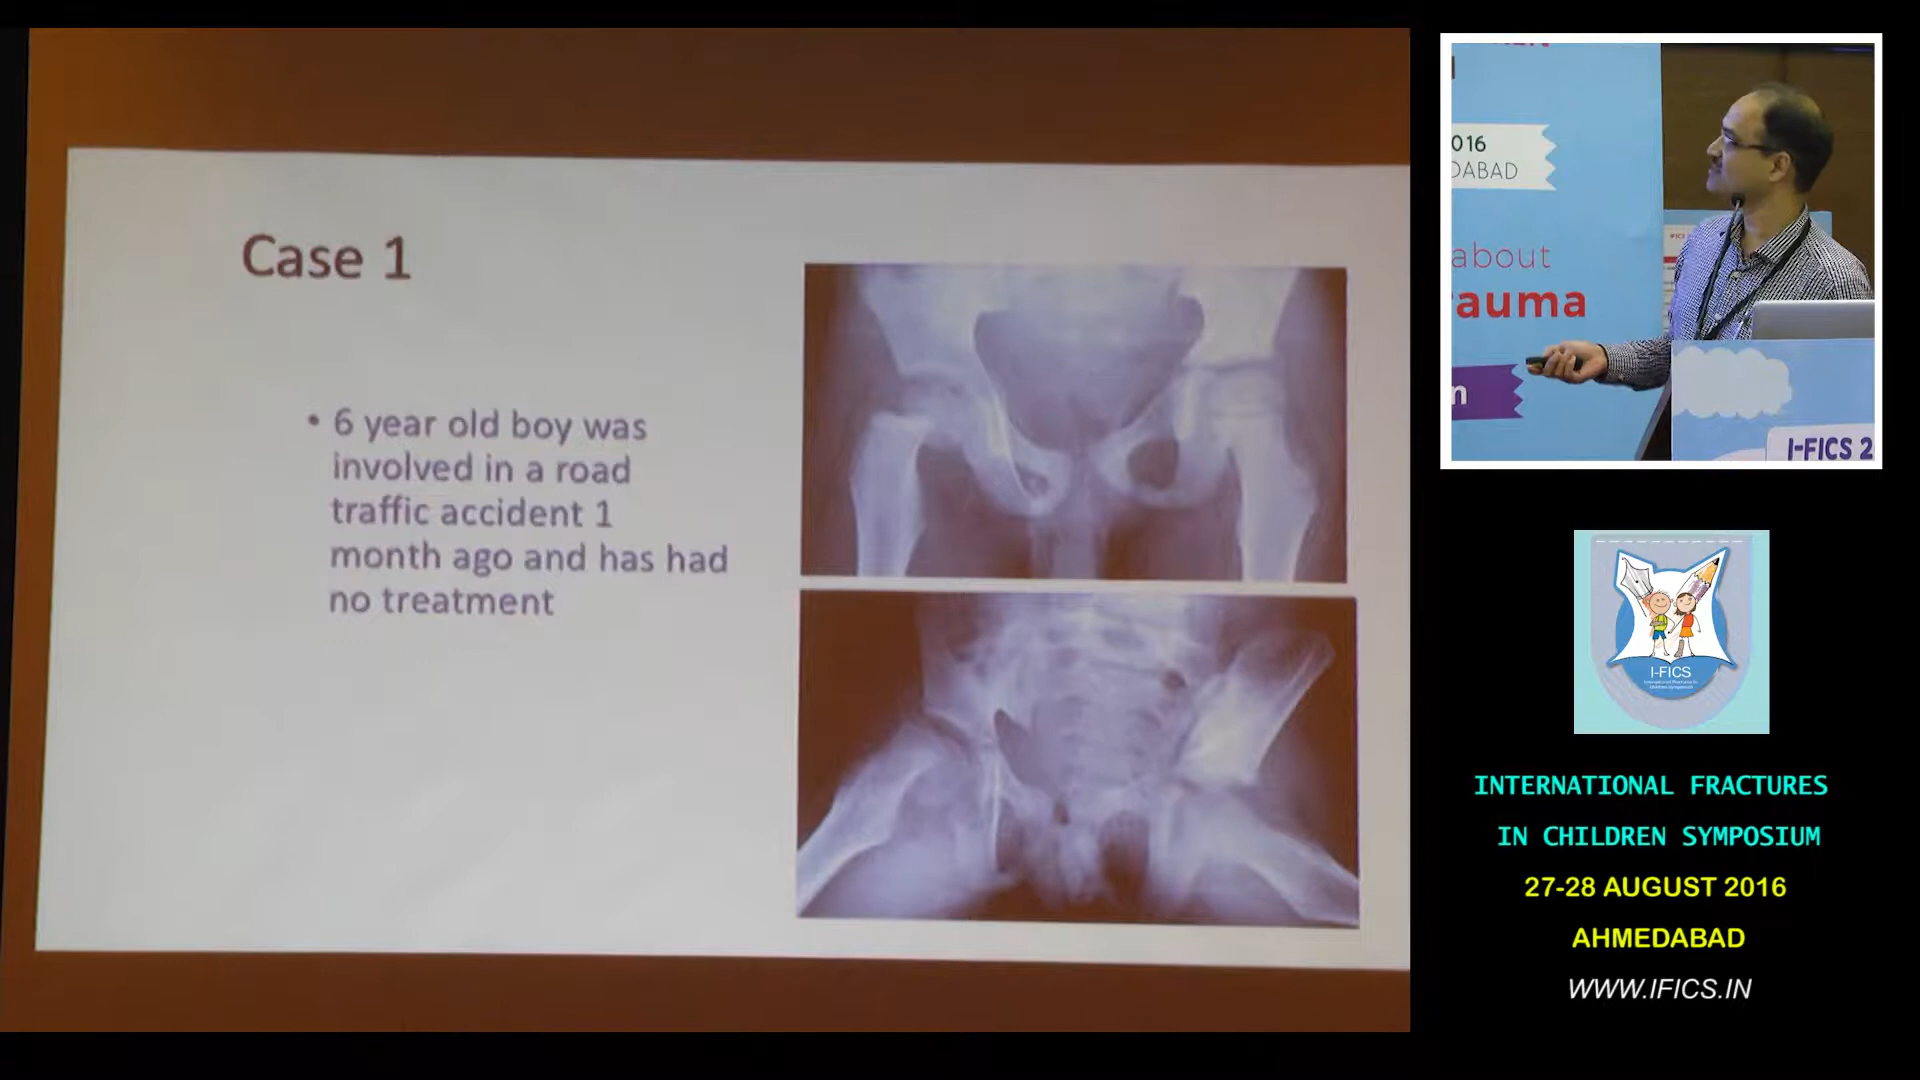 Case 1
• 6 year old boy was
involved in a road
traffic accident 1
month ago and has had
no treatment
016
DABAD
about
rauma
n
I-FICS 2
I-FICS
INTERNATIONAL FRACTURES
IN CHILDREN SYMPOSIUM
27-28 AUGUST 2016
AHMEDABAD
WWW.IFICS.IN